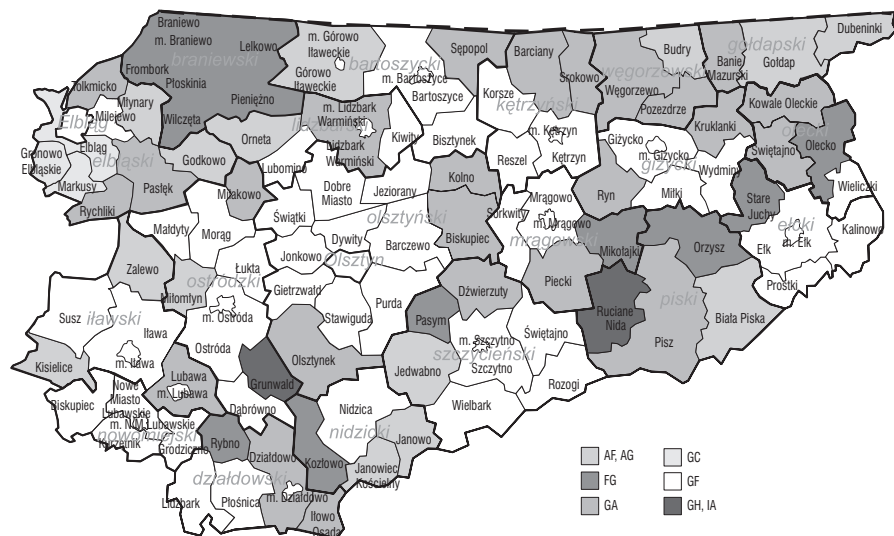 Braniewo
m. Braniewo
Lelkowo
braniewski
Frombork
Płoskinia
Pieniężno
Wilczęta
m. Górowo
Iławeckie
Górowo
Iławeckie
bartoszycki
m. Bartoszyce
Bartoszyce
Sępopol
Barciany
Srokowo
Korsze
kętrzyński
m. Kętrzyn
Kętrzyn
Reszel
węgorzewski
Węgorzewo
Budry
Pozezdrze
gołdapski
Banie
Mazurski
Gołdap
Dubeninki
Tolkmicko
Młynary
Milejewo
Elbląg
Elbląg
elbląski
Gronowo
Elbląskie
Markusy
Rychliki
Pasłęk
Godkowo
Orneta
lidzbarski
m. Lidzbark
Warmiński
Lidzbark
Warmiński
Kiwity
Lubomino
Bisztynek
Kruklanki
Giżycko
m. Giżycko
giżycki
Wydminy
Miłki
Ryn
Kowale Oleckie
olecki
Olecko
Świętajno
Wieliczki
Stare
Juchy
ełcki
Ełk
m. Ełk
Kalinowo
Prostki
Miłakowo
Małdyty
Morąg
Świątki
Dobre
Miasto
Jeziorany
Kolno
olsztyński
Dywity
Barczewo
Biskupiec
Jonkowo
Olsztyn
Łukta
Gietrzwałd
Stawiguda
Purda
Sorkwity
Mrągowo
m. Mrągowo
mrągowski
Mikołajki
Piecki
Orzysz
piski
Ruciane
Nida
Pisz
Biała Piska
Zalewo
Miłomłyn
ostródzki
m. Ostróda
Ostróda
Susz
iławski
Iława
m. Iława
Kisielice
Lubawa
m. Lubawa
Grunwald
Dąbrówno
Olsztynek
Pasym
Dźwierzuty
m. Szczytno
szczycieński
Szczytno
Świętajno
Jedwabno
Rozogi
Wielbark
Biskupiec
Nowe
Miasto
Lubawskie
m. NM Lubawskie
nowomiejski
Kurzętnik
Grodziczno
Rybno
Działdowo
działdowski
m. Działdowo
Płośnica
Lidzbark
Iłowo
Osada
Kozłowo
Nidzica
nidzicki
Janowo
Janowiec
Kościelny
AF, AG
FG
GA
GC
GF
GH, IA